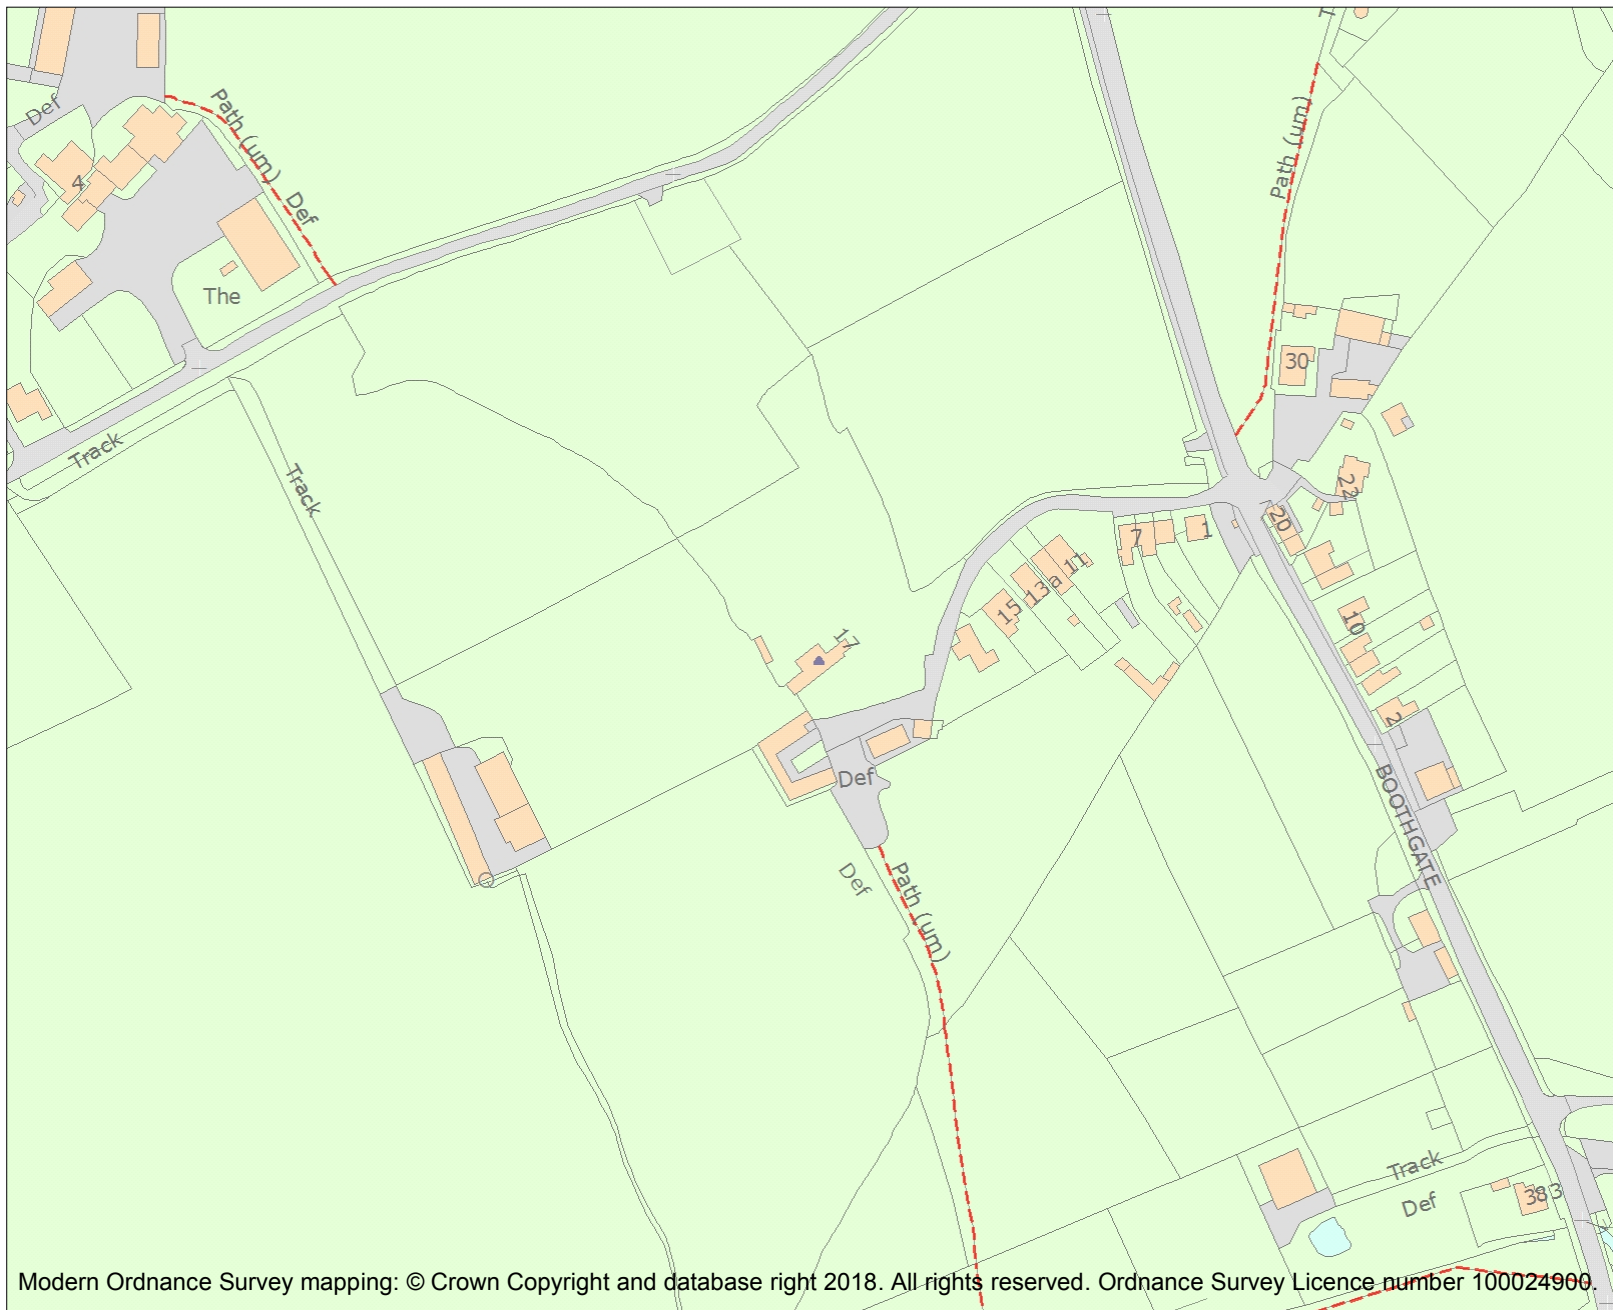 T
Def
Path (um)
Def
4
Path (um)
The
30
Track
Track
22
20
1
7
11
13a
15
10
17
2
Def
BOOTHGATE
Def
Path (um)
Track
Def
383
Modern Ordnance Survey mapping: © Crown Copyright and database right 2018. All rights reserved. Ordnance Survey Licence number 100024900.